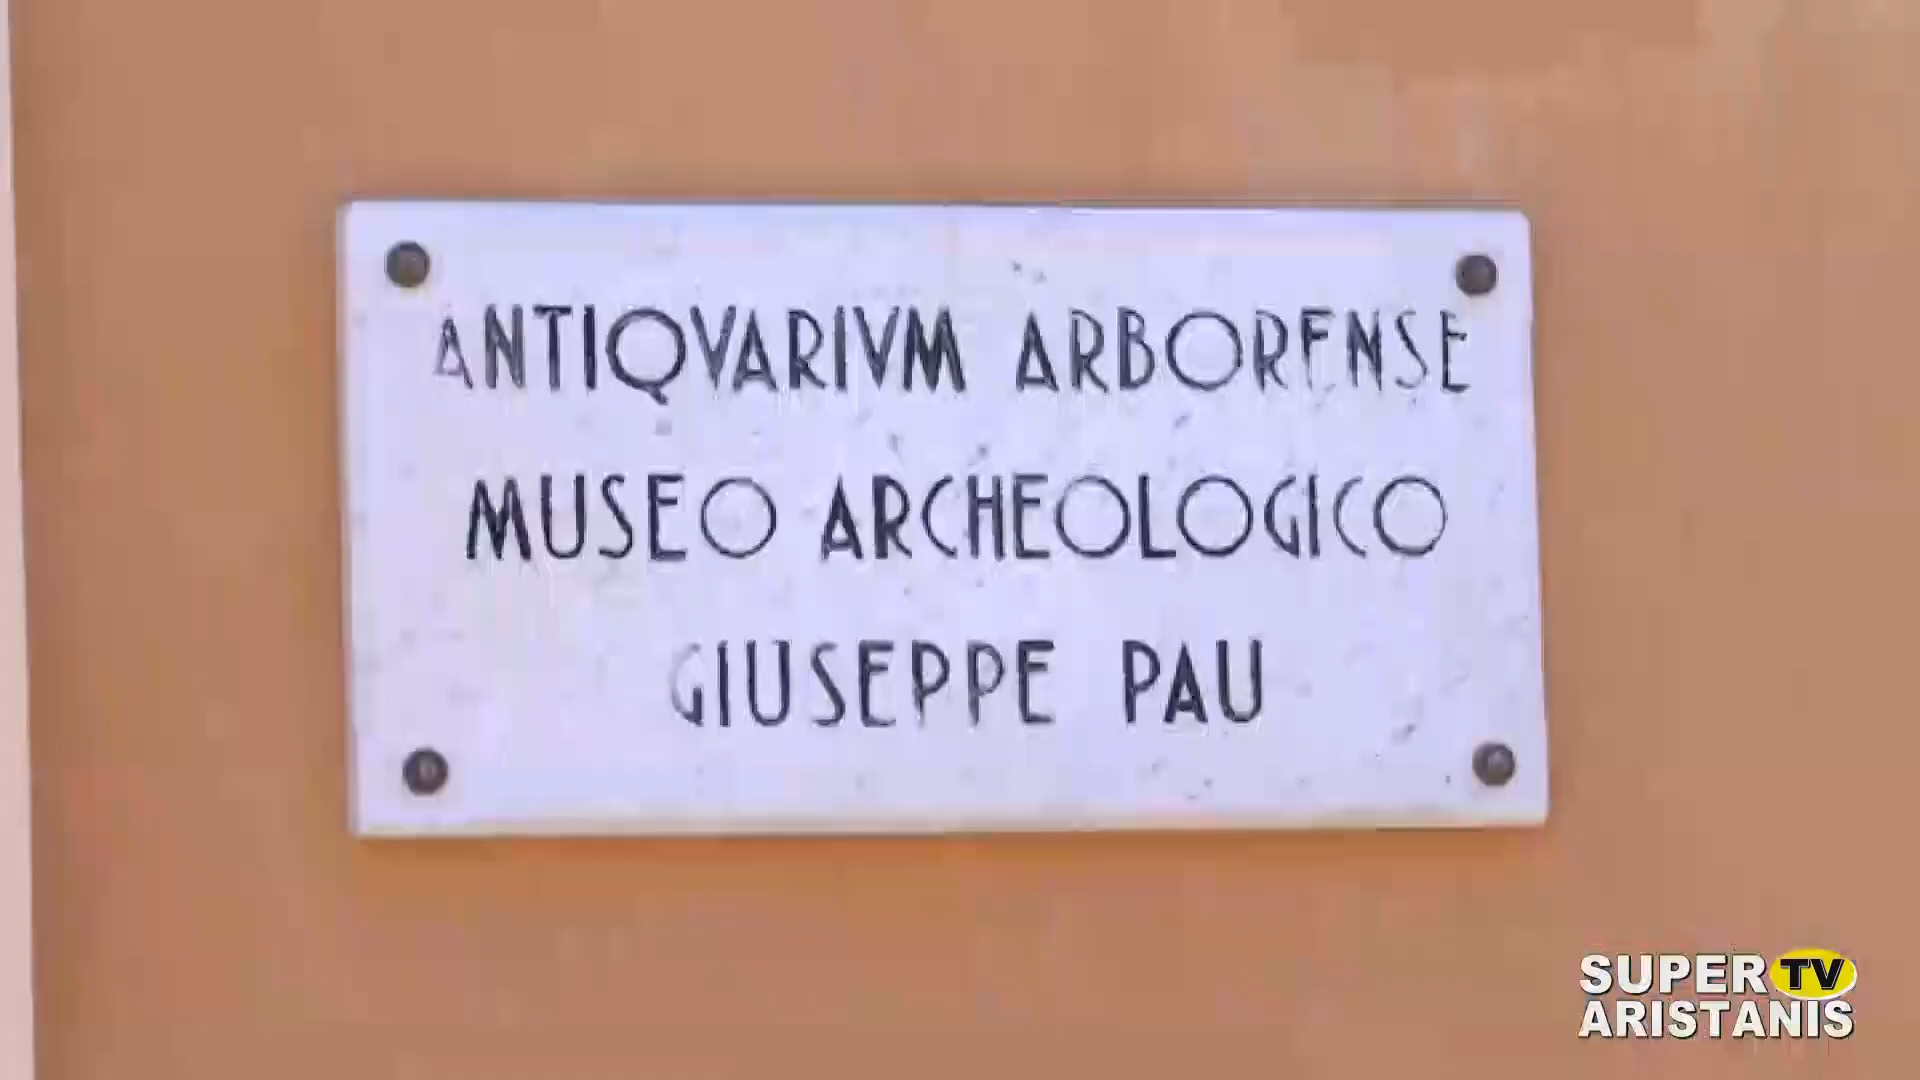 ANTIQVARIVM ARBORENSE
MUSEO ARCHEOLOGICO
GIUSEPPE PAU
SUPER TV
ARISTANIS